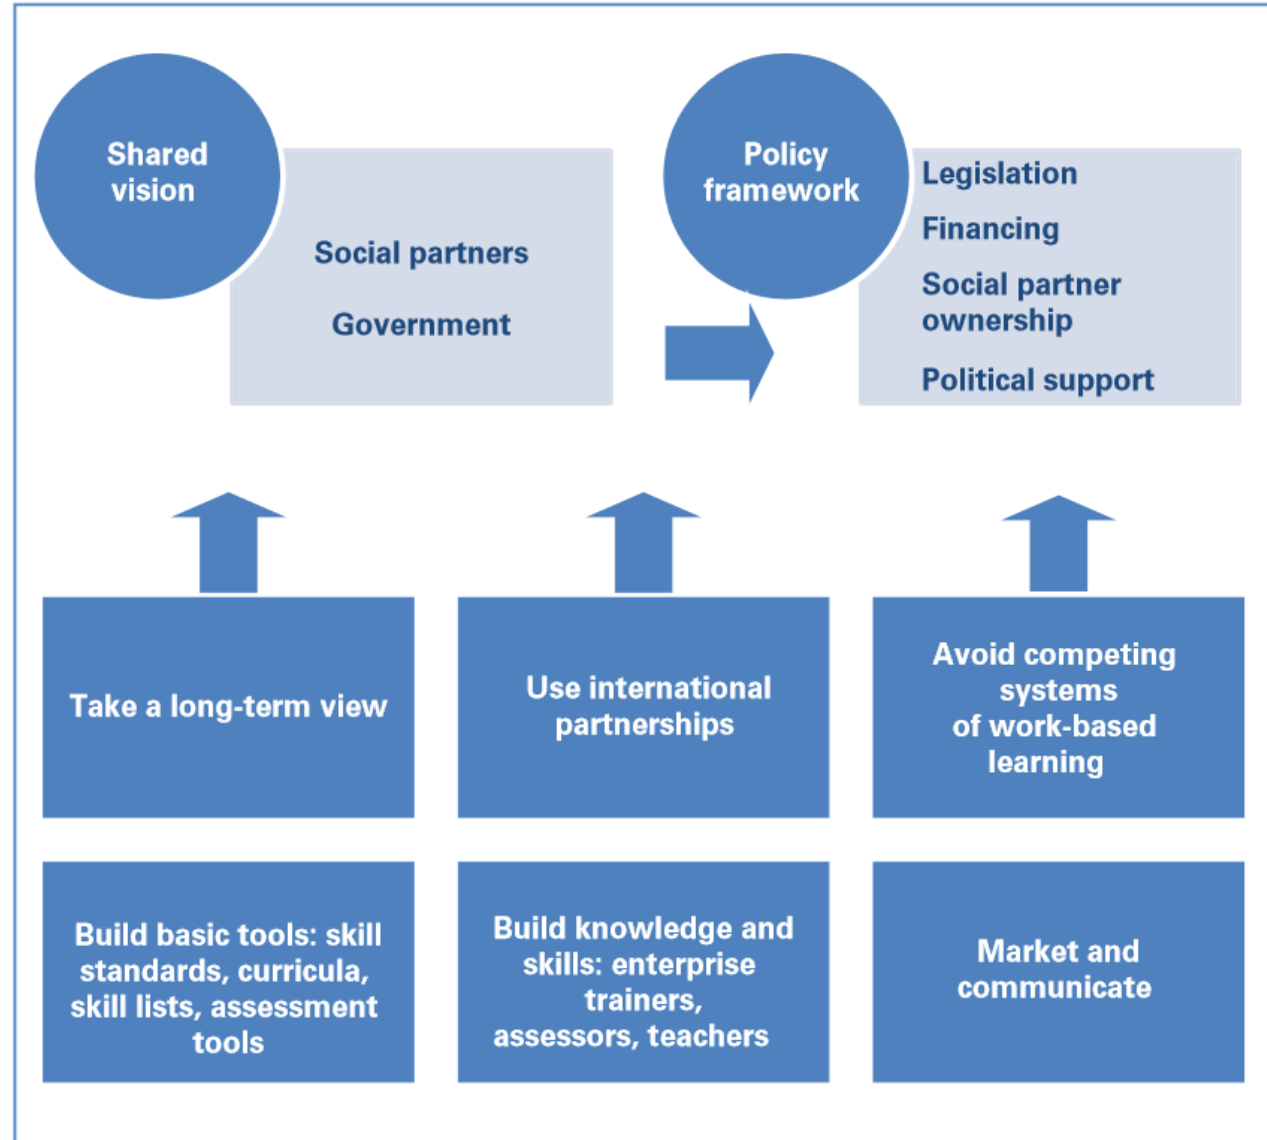 Shared
vision
Social partners
Government
Policy
framework
Legislation
Financing
Social partner
ownership
Political support
Take a long-term view
Use international
partnerships
Avoid competing
systems
of work-based
learning
Build basic tools: skill
standards, curricula,
skill lists, assessment
tools
Build knowledge and
skills: enterprise
trainers,
assessors, teachers
Market and
communicate